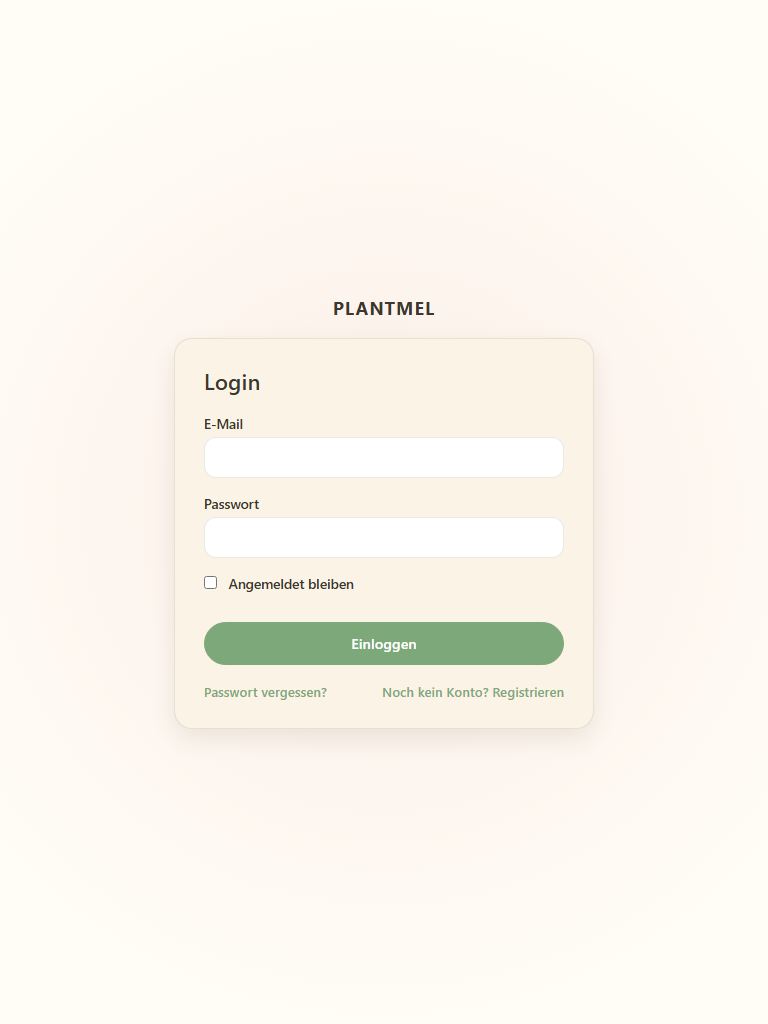 PLANTMEL
Login
E-Mail
Passwort
Angemeldet bleiben
Einloggen
Passwort vergessen? Noch kein Konto? Registrieren